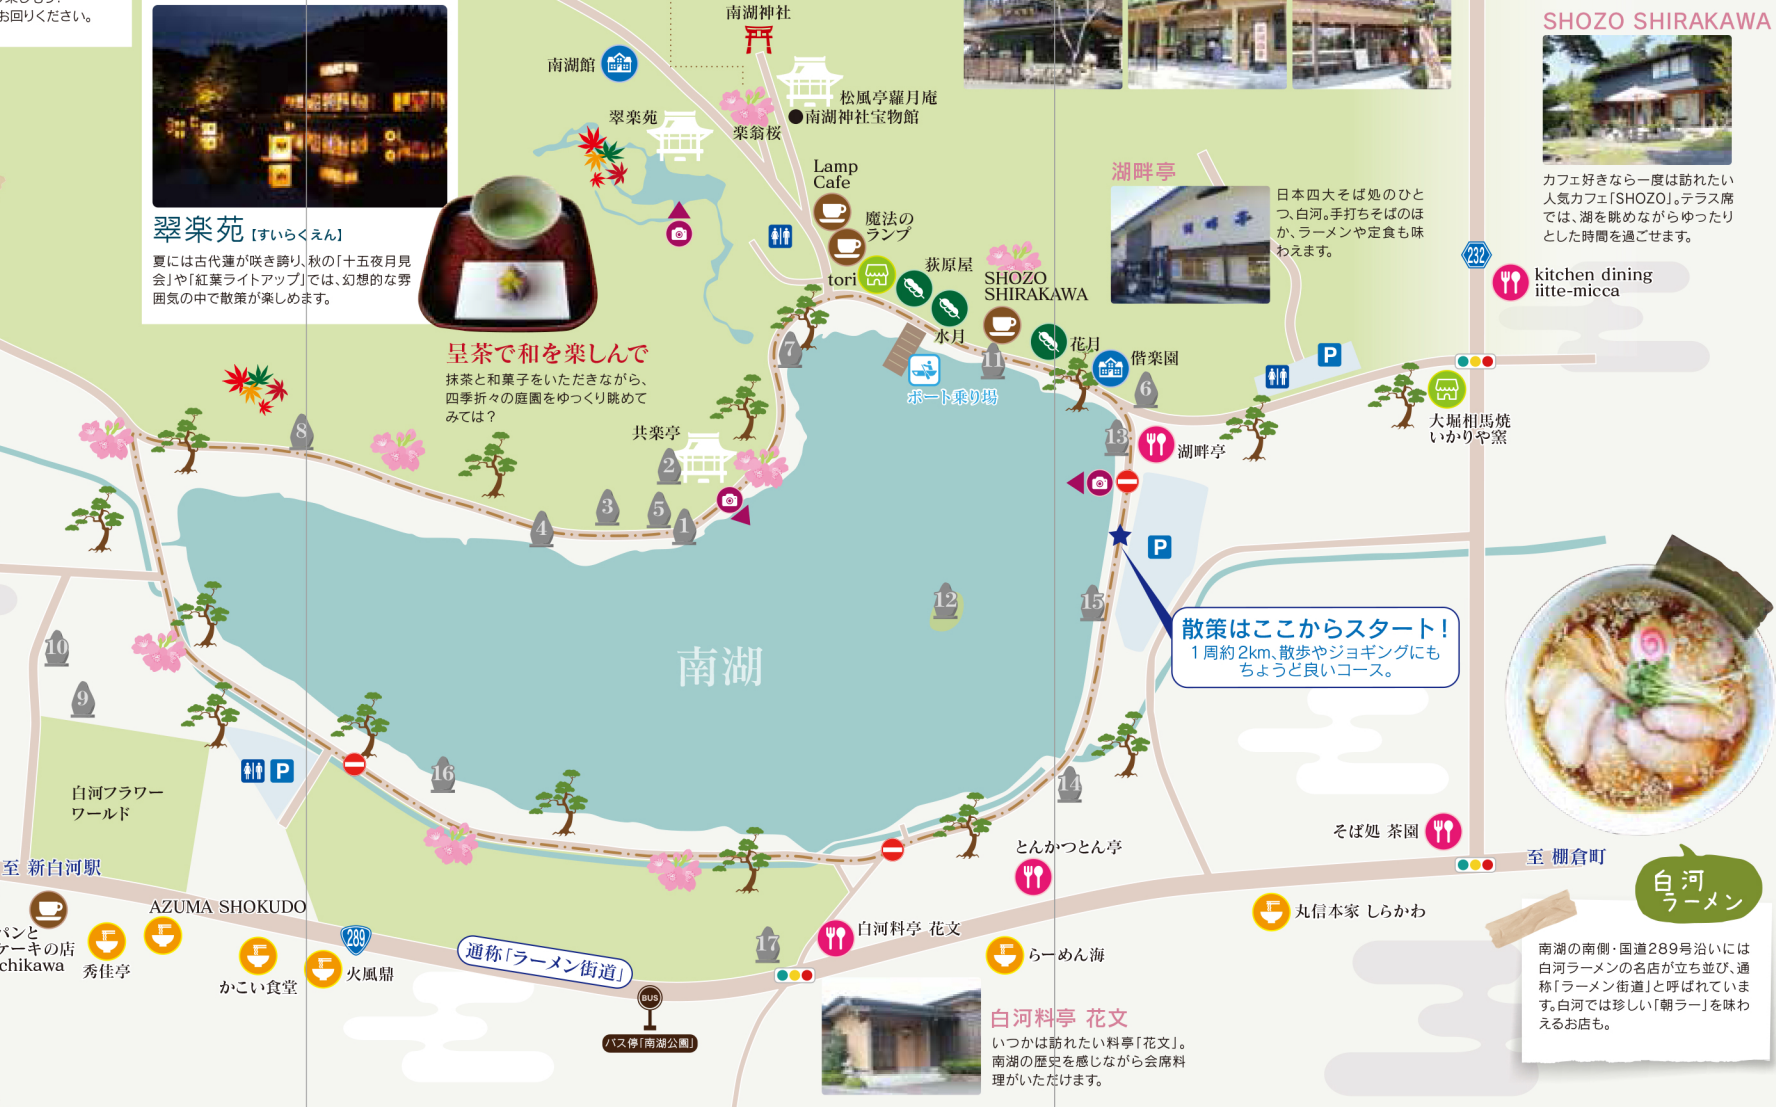 お回りください。
翠楽苑【すいらくえん】
夏には古代蓮が咲き誇り、秋の「十五夜月見
会」や「紅葉ライトアップ」では、幻想的な雰
囲気の中で散策が楽しめます。
呈茶で和を楽しんで
抹茶と和菓子をいただきながら、
四季折々の庭園をゆっくり眺めて
みては？
南湖神社
南湖館
翠楽苑
楽翁桜
松風亭蘿月庵
●南湖神社宝物館
Lamp
Cafe
魔法の
ランプ
tori
荻原屋
水月
SHOZO
SHIRAKAWA
花月
偕楽園
ボート乗り場
湖畔亭
日本四大そば処のひと
つ、白河。手打ちそばのほ
か、ラーメンや定食も味
わえます。
SHOZO SHIRAKAWA
カフェ好きなら一度は訪れたい
人気カフェ「SHOZO」。テラス席
では、湖を眺めながらゆったり
とした時間を過ごせます。
232
kitchen dining
iitte-micca
P
大堀相馬焼
いかりや窯
湖畔亭
共楽亭
1
2
3
4
5
6
7
8
9
10
11
12
13
14
15
16
17
P
散策はここからスタート！
1周約2km、散歩やジョギングにも
ちょうど良いコース。
南湖
白河フラワー
ワールド
P
至 新白河駅
パンと
ケーキの店
chikawa
秀佳亭
AZUMA SHOKUDO
かこい食堂
289
火風鼎
通称「ラーメン街道」
BUS
バス停「南湖公園」
白河料亭 花文
とんかつとん亭
らーめん海
丸信本家 しらかわ
そば処 茶園
至 棚倉町
白河料亭 花文
いつかは訪れたい料亭「花文」。
南湖の歴史を感じながら会席料
理がいただけます。
白河
ラーメン
南湖の南側・国道289号沿いには
白河ラーメンの名店が立ち並び、通
称「ラーメン街道」と呼ばれていま
す。白河では珍しい「朝ラー」を味わ
えるお店も。